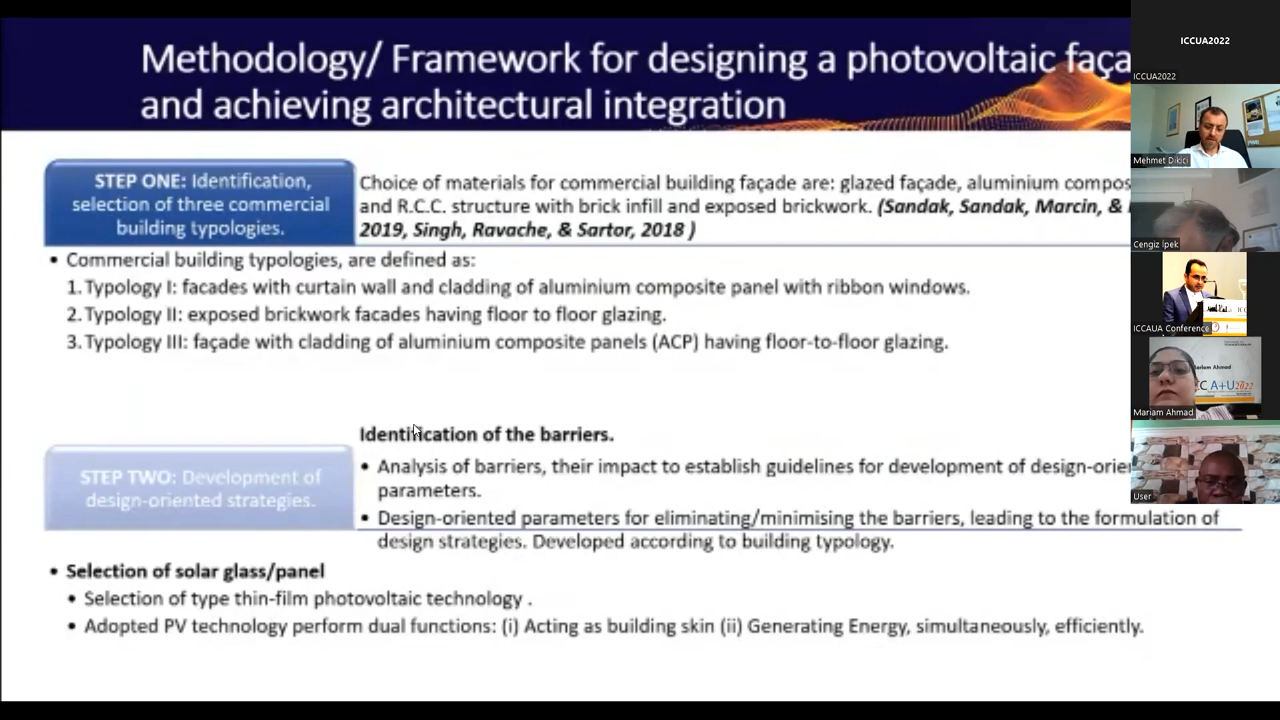 Methodology/ Framework for designing a photovoltaic faça
and achieving architectural integration
STEP ONE: Identification,
selection of three commercial
building typologies.
Choice of materials for commercial building façade are: glazed façade, aluminium compos
and R.C.C. structure with brick infill and exposed brickwork. (Sandak, Sandak, Marcin, &
2019, Singh, Ravache, & Sartor, 2018 )
• Commercial building typologies, are defined as:
1. Typology I: facades with curtain wall and cladding of aluminium composite panel with ribbon windows.
2. Typology II: exposed brickwork facades having floor to floor glazing.
3. Typology III: façade with cladding of aluminium composite panels (ACP) having floor-to-floor glazing.
STEP TWO: Development of
design-oriented strategies.
Identification of the barriers.
• Analysis of barriers, their impact to establish guidelines for development of design-orie
parameters.
• Design-oriented parameters for eliminating/minimising the barriers, leading to the formulation of
design strategies. Developed according to building typology.
• Selection of solar glass/panel
• Selection of type thin-film photovoltaic technology .
• Adopted PV technology perform dual functions: (i) Acting as building skin (ii) Generating Energy, simultaneously, efficiently.
ICCUA2022
ICCUA2022
Mehmet Dikici
Cengiz İpek
ICCAUA Conference
Mariam Ahmad
User